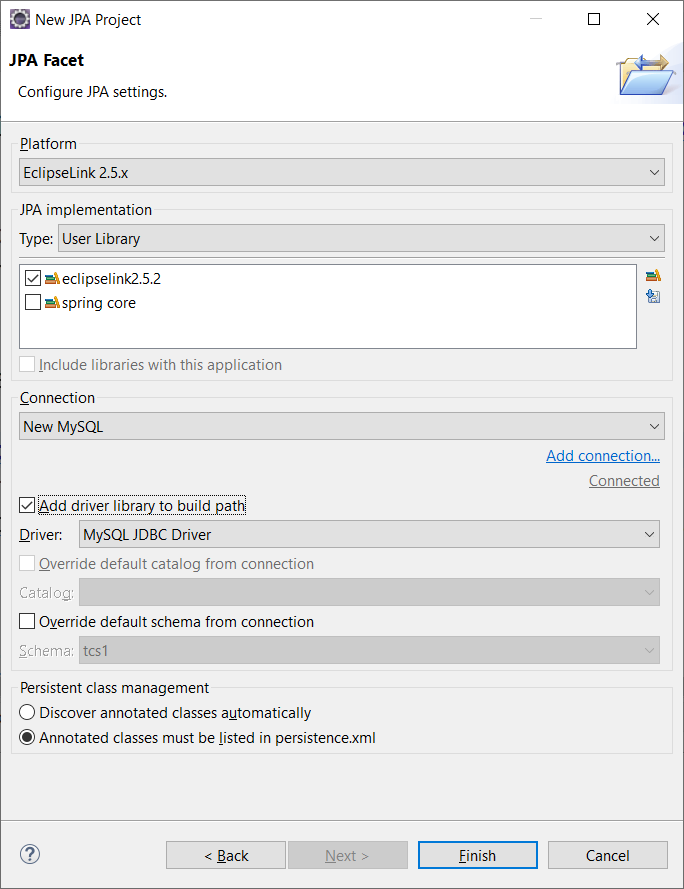 New JPA Project
JPA Facet
Configure JPA settings.
Platform
EclipseLink 2.5.x
JPA implementation
Type: User Library
eclipselink2.5.2
spring core
Include libraries with this application
Connection
New MySQL
Add connection...
Connected
Add driver library to build path
Driver: MySQL JDBC Driver
Override default catalog from connection
Catalog:
Override default schema from connection
Schema: tcs1
Persistent class management
Discover annotated classes automatically
Annotated classes must be listed in persistence.xml
? < Back Next > Finish Cancel